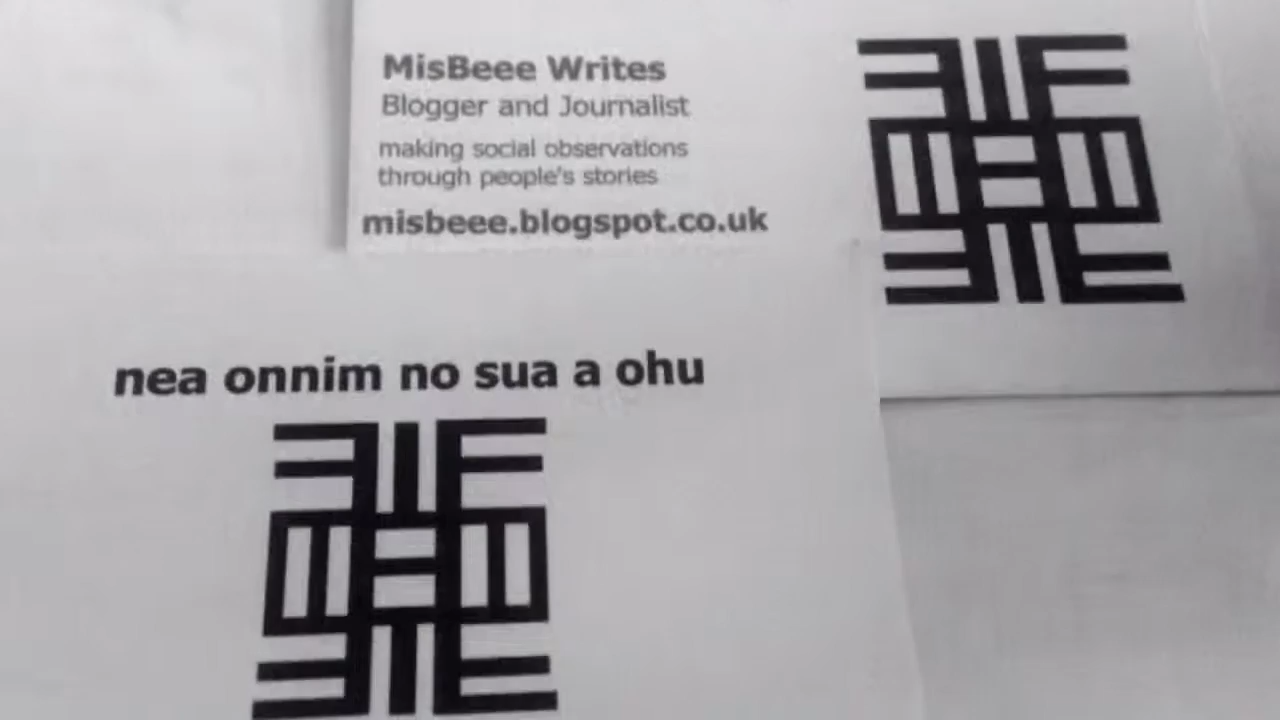 MisBeee Writes
Blogger and Journalist
making social observations
through people's stories
misbeee.blogspot.co.uk
nea onnim no sua a ohu